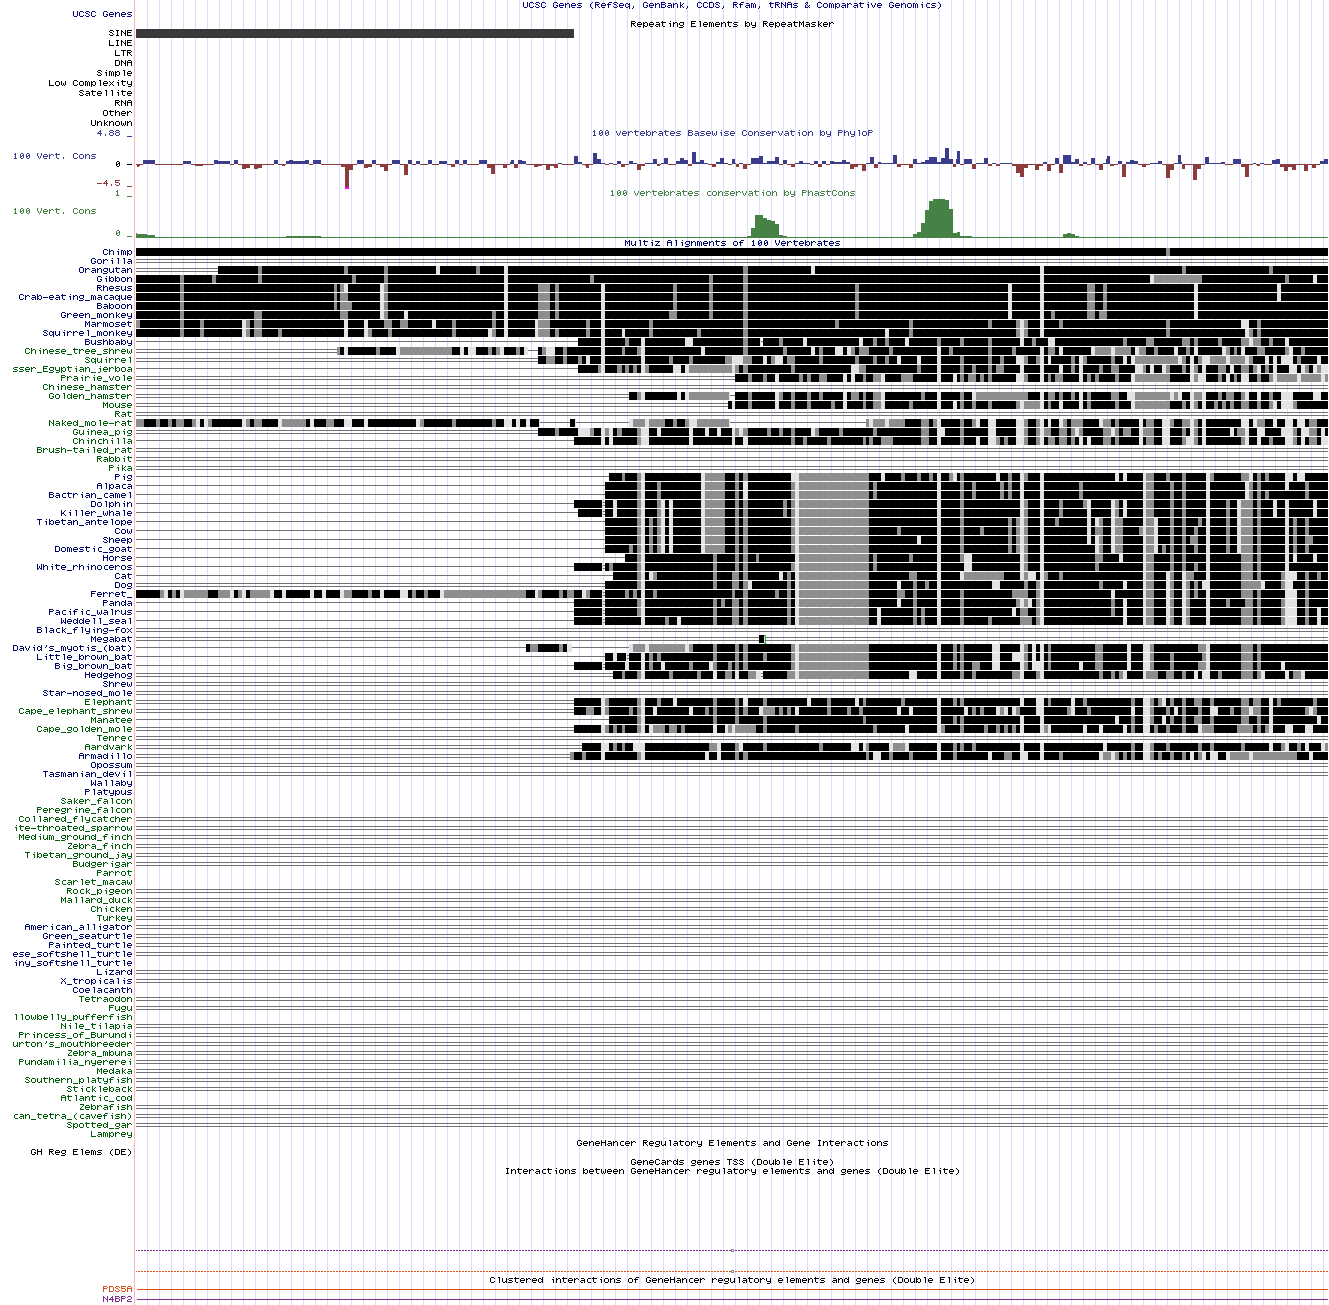 UCSC Genes (RefSeq, GenBank, CCDS, Rfam, tRNAs & Comparative Genomics)
UCSC Genes
Repeating Elements by RepeatMasker
SINE
LINE
LTR
DNA
Simple
Low Complexity
Satellite
RNA
Other
Unknown
4.88 _
100 vertebrates Basewise Conservation by PhyloP
100 Vert. Cons
0 -
-4.5 _
1 _
100 vertebrates conservation by PhastCons
100 Vert. Cons
0 _
Multiz Alignments of 100 Vertebrates
Chimp
Gorilla
Orangutan
Gibbon
Rhesus
Crab-eating_macaque
Baboon
Green_monkey
Marmoset
Squirrel_monkey
Bushbaby
Chinese_tree_shrew
Squirrel
sser_Egyptian_jerboa
Prairie_vole
Chinese_hamster
Golden_hamster
Mouse
Rat
Naked_mole-rat
Guinea_pig
Chinchilla
Brush-tailed_rat
Rabbit
Pika
Pig
Alpaca
Bactrian_camel
Dolphin
Killer_whale
Tibetan_antelope
Cow
Sheep
Domestic_goat
Horse
White_rhinoceros
Cat
Dog
Ferret_
Panda
Pacific_walrus
Weddell_seal
Black_flying-fox
Megabat
David's_myotis_(bat)
Little_brown_bat
Big_brown_bat
Hedgehog
Shrew
Star-nosed_mole
Elephant
Cape_elephant_shrew
Manatee
Cape_golden_mole
Tenrec
Aardvark
Armadillo
Opossum
Tasmanian_devil
Wallaby
Platypus
Saker_falcon
Peregrine_falcon
Collared_flycatcher
ite-throated_sparrow
Medium_ground_finch
Zebra_finch
Tibetan_ground_jay
Budgerigar
Parrot
Scarlet_macaw
Rock_pigeon
Mallard_duck
Chicken
Turkey
American_alligator
Green_seaturtle
Painted_turtle
ese_softshell_turtle
iny_softshell_turtle
Lizard
X_tropicalis
Coelacanth
Tetraodon
Fugu
llowbelly_pufferfish
Nile_tilapia
Princess_of_Burundi
urton's_mouthbreeder
Zebra_mbuna
Pundamilia_nyererei
Medaka
Southern_platyfish
Stickleback
Atlantic_cod
Zebrafish
can_tetra_(cavefish)
Spotted_gar
Lamprey
GeneHancer Regulatory Elements and Gene Interactions
GH Reg Elems (DE)
GeneCards genes TSS (Double Elite)
Interactions between GeneHancer regulatory elements and genes (Double Elite)
Clustered interactions of GeneHancer regulatory elements and genes (Double Elite)
PDS5A
N4BP2